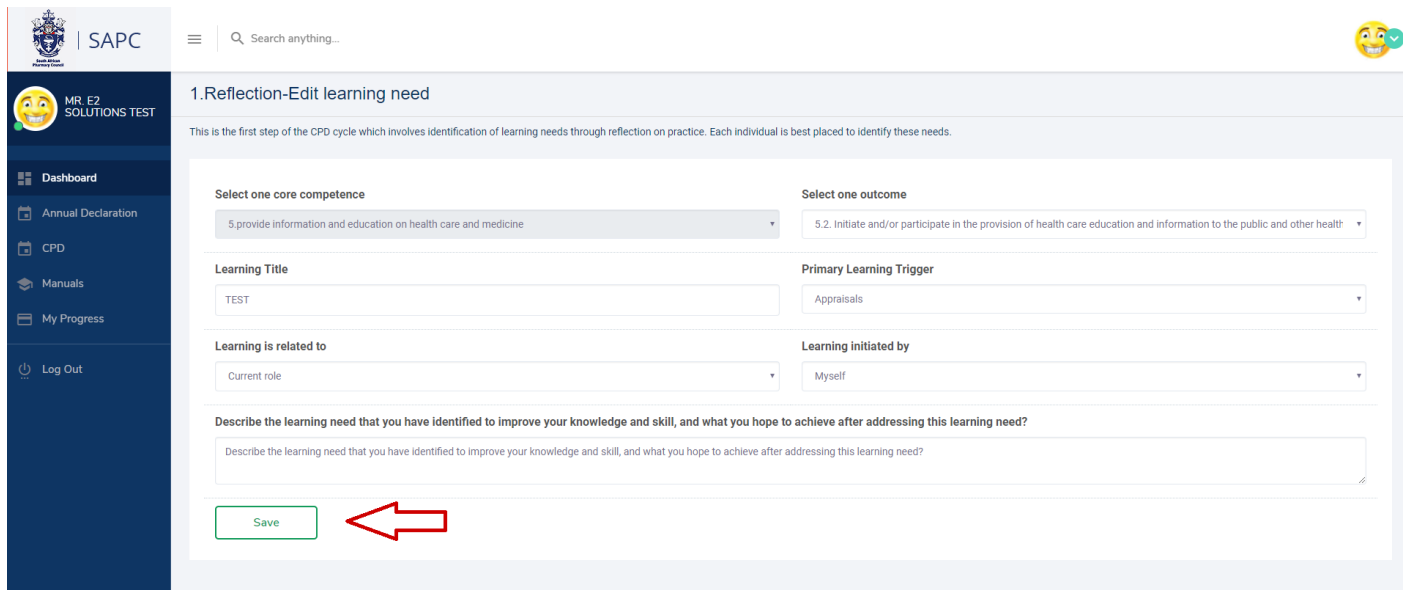 South African
Pharmacy Council
SAPC
Search anything...
MR. E2
SOLUTIONS TEST
Dashboard
Annual Declaration
CPD
Manuals
My Progress
Log Out
1.Reflection-Edit learning need
This is the first step of the CPD cycle which involves identification of learning needs through reflection on practice. Each individual is best placed to identify these needs.
Select one core competence
Select one outcome
5.provide information and education on health care and medicine
5.2. Initiate and/or participate in the provision of health care education and information to the public and other health
Learning Title
Primary Learning Trigger
TEST
Appraisals
Learning is related to
Learning initiated by
Current role
Myself
Describe the learning need that you have identified to improve your knowledge and skill, and what you hope to achieve after addressing this learning need?
Describe the learning need that you have identified to improve your knowledge and skill, and what you hope to achieve after addressing this learning need?
Save